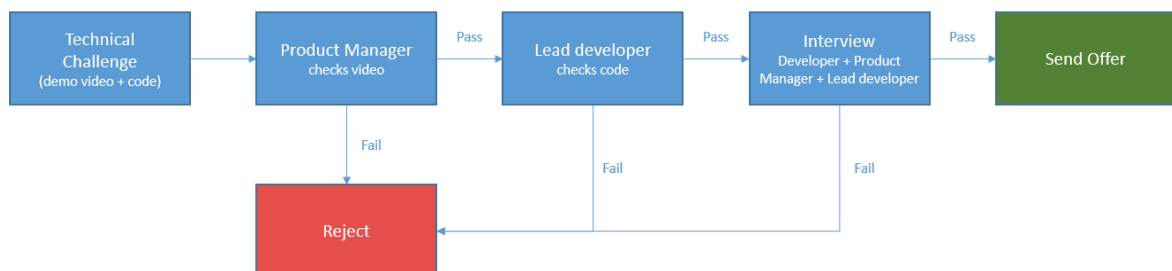 Technical
Challenge
(demo video + code)
Product Manager
checks video
Pass
Lead developer
checks code
Pass
Interview
Developer + Product
Manager + Lead developer
Pass
Send Offer
Fail
Fail
Fail
Reject